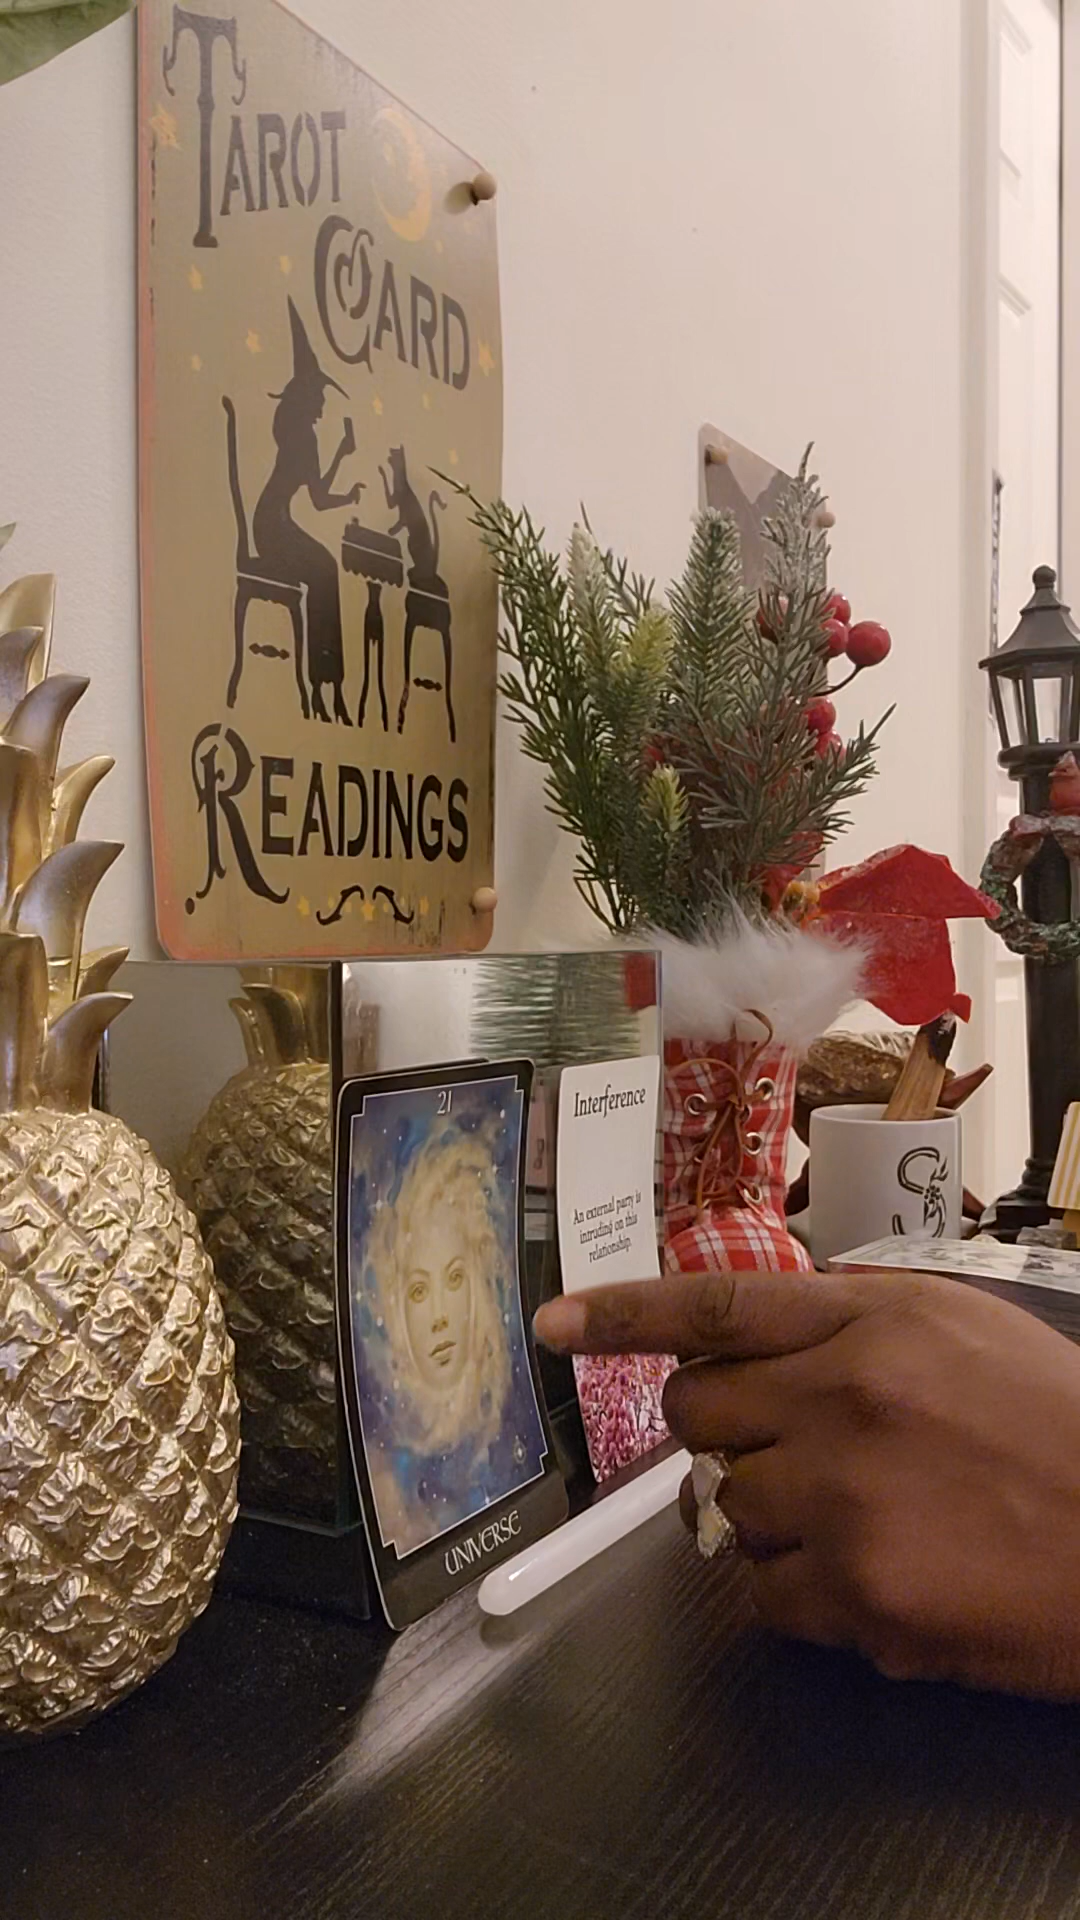 TAROT
CARD
READINGS
21
UNIVERSE
Interference
An external party is
intruding on this
relationship.
S